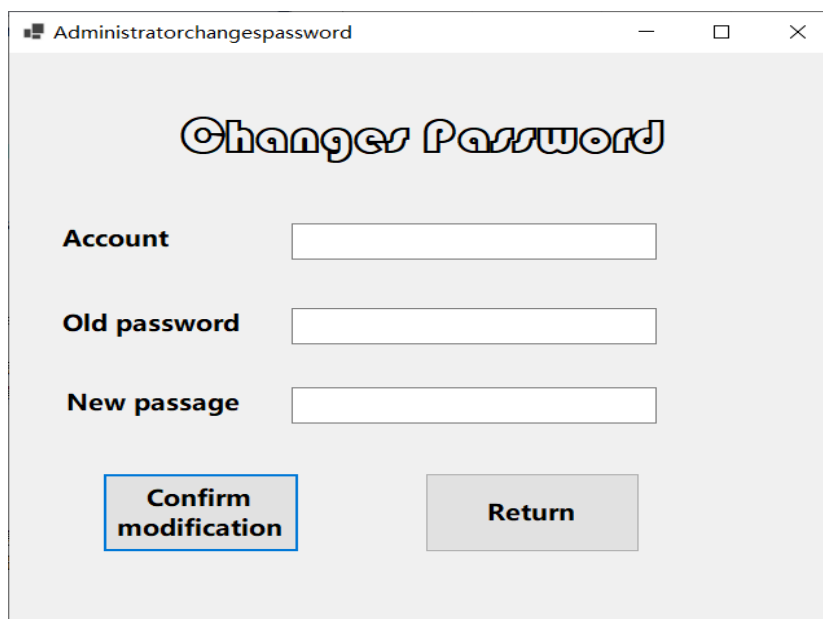 Administratorchangespassword
Changes Password
Account
Old password
New passage
Confirm
modification
Return